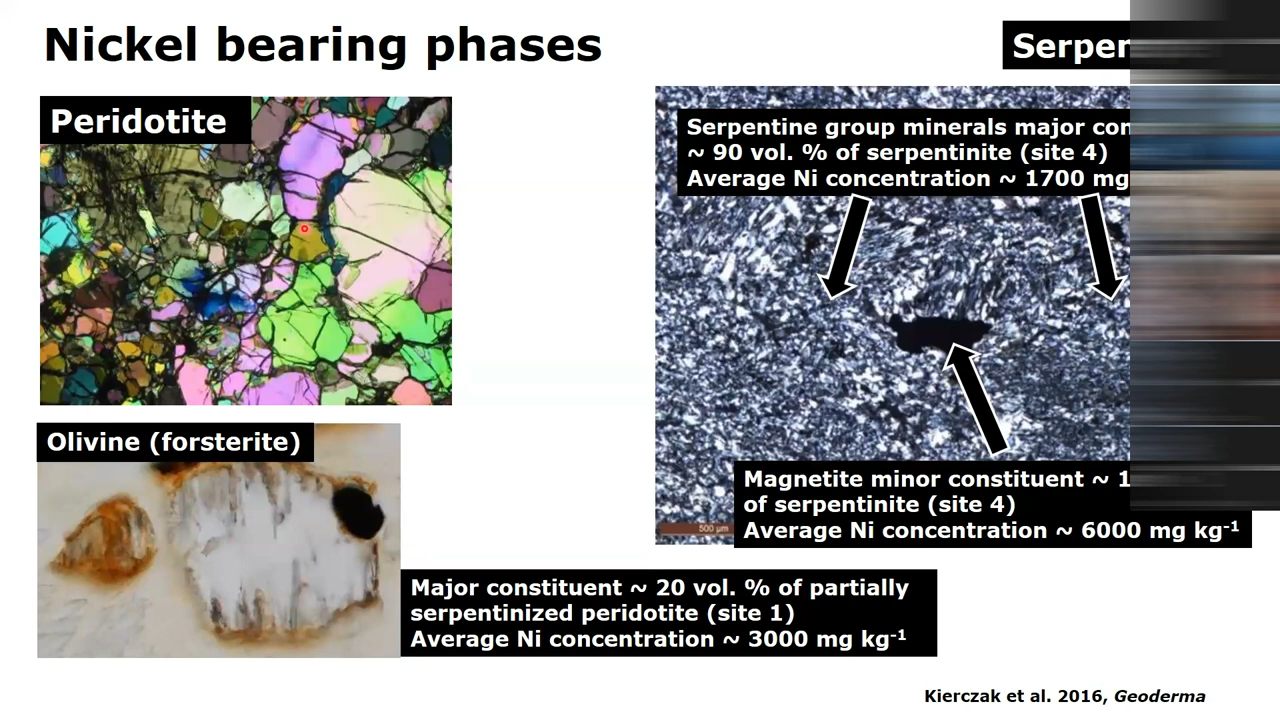 Nickel bearing phases
Peridotite
Serpentine group minerals major
~ 90 vol. % of serpentinite (site 4)
Average Ni concentration ~ 1700 mg
Magnetite minor constituent ~
of serpentinite (site 4)
Average Ni concentration ~ 6000 mg kg⁻¹
500 µm
Olivine (forsterite)
Major constituent ~ 20 vol. % of partially
serpentinized peridotite (site 1)
Average Ni concentration ~ 3000 mg kg⁻¹
Kierczak et al. 2016, Geoderma